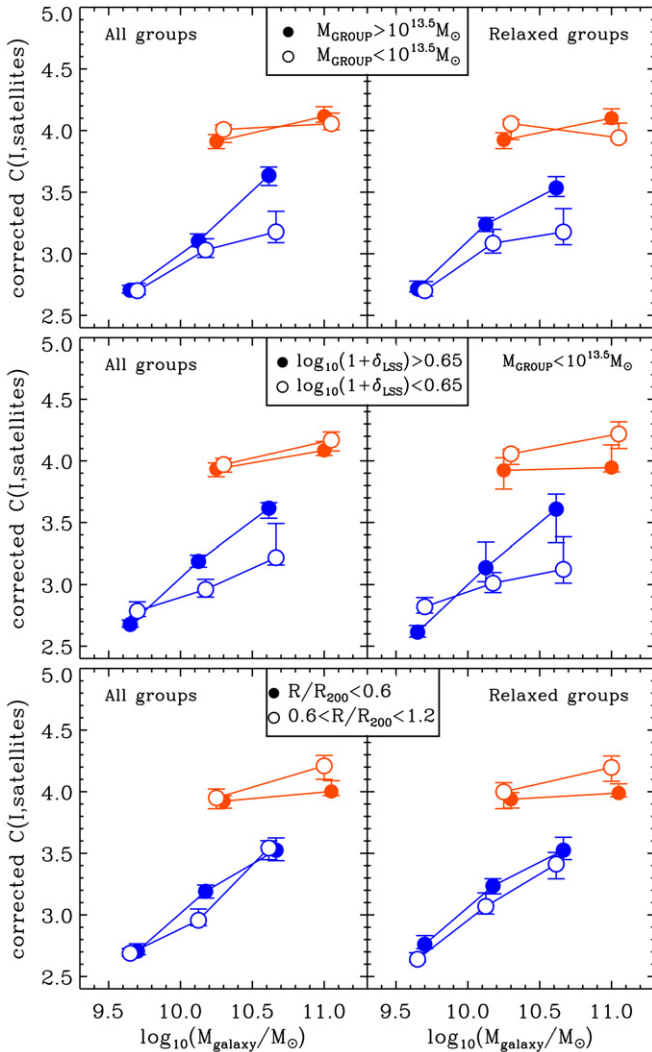 All groups
M_GROUP>10^13.5 M_⊙
M_GROUP<10^13.5 M_⊙
Relaxed groups
5.0
4.5
4.0
3.5
3.0
2.5
corrected C(I,satellites)
All groups
log₁₀(1+δ_LSS)>0.65
log₁₀(1+δ_LSS)<0.65
M_GROUP<10^13.5 M_⊙
5.0
4.5
4.0
3.5
3.0
2.5
corrected C(I,satellites)
All groups
R/R₂₀₀<0.6
0.6<R/R₂₀₀<1.2
Relaxed groups
5.0
4.5
4.0
3.5
3.0
2.5
corrected C(I,satellites)
9.5 10.0 10.5 11.0 9.5 10.0 10.5 11.0
log₁₀(M_galaxy/M_⊙) log₁₀(M_galaxy/M_⊙)